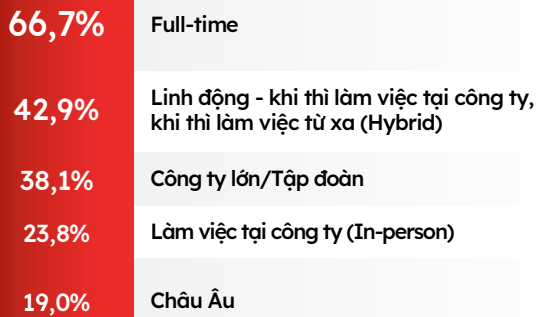 66,7% Full-time
42,9% Linh động - khi thì làm việc tại công ty,
khi thì làm việc từ xa (Hybrid)
38,1% Công ty lớn/Tập đoàn
23,8% Làm việc tại công ty (In-person)
19,0% Châu Âu